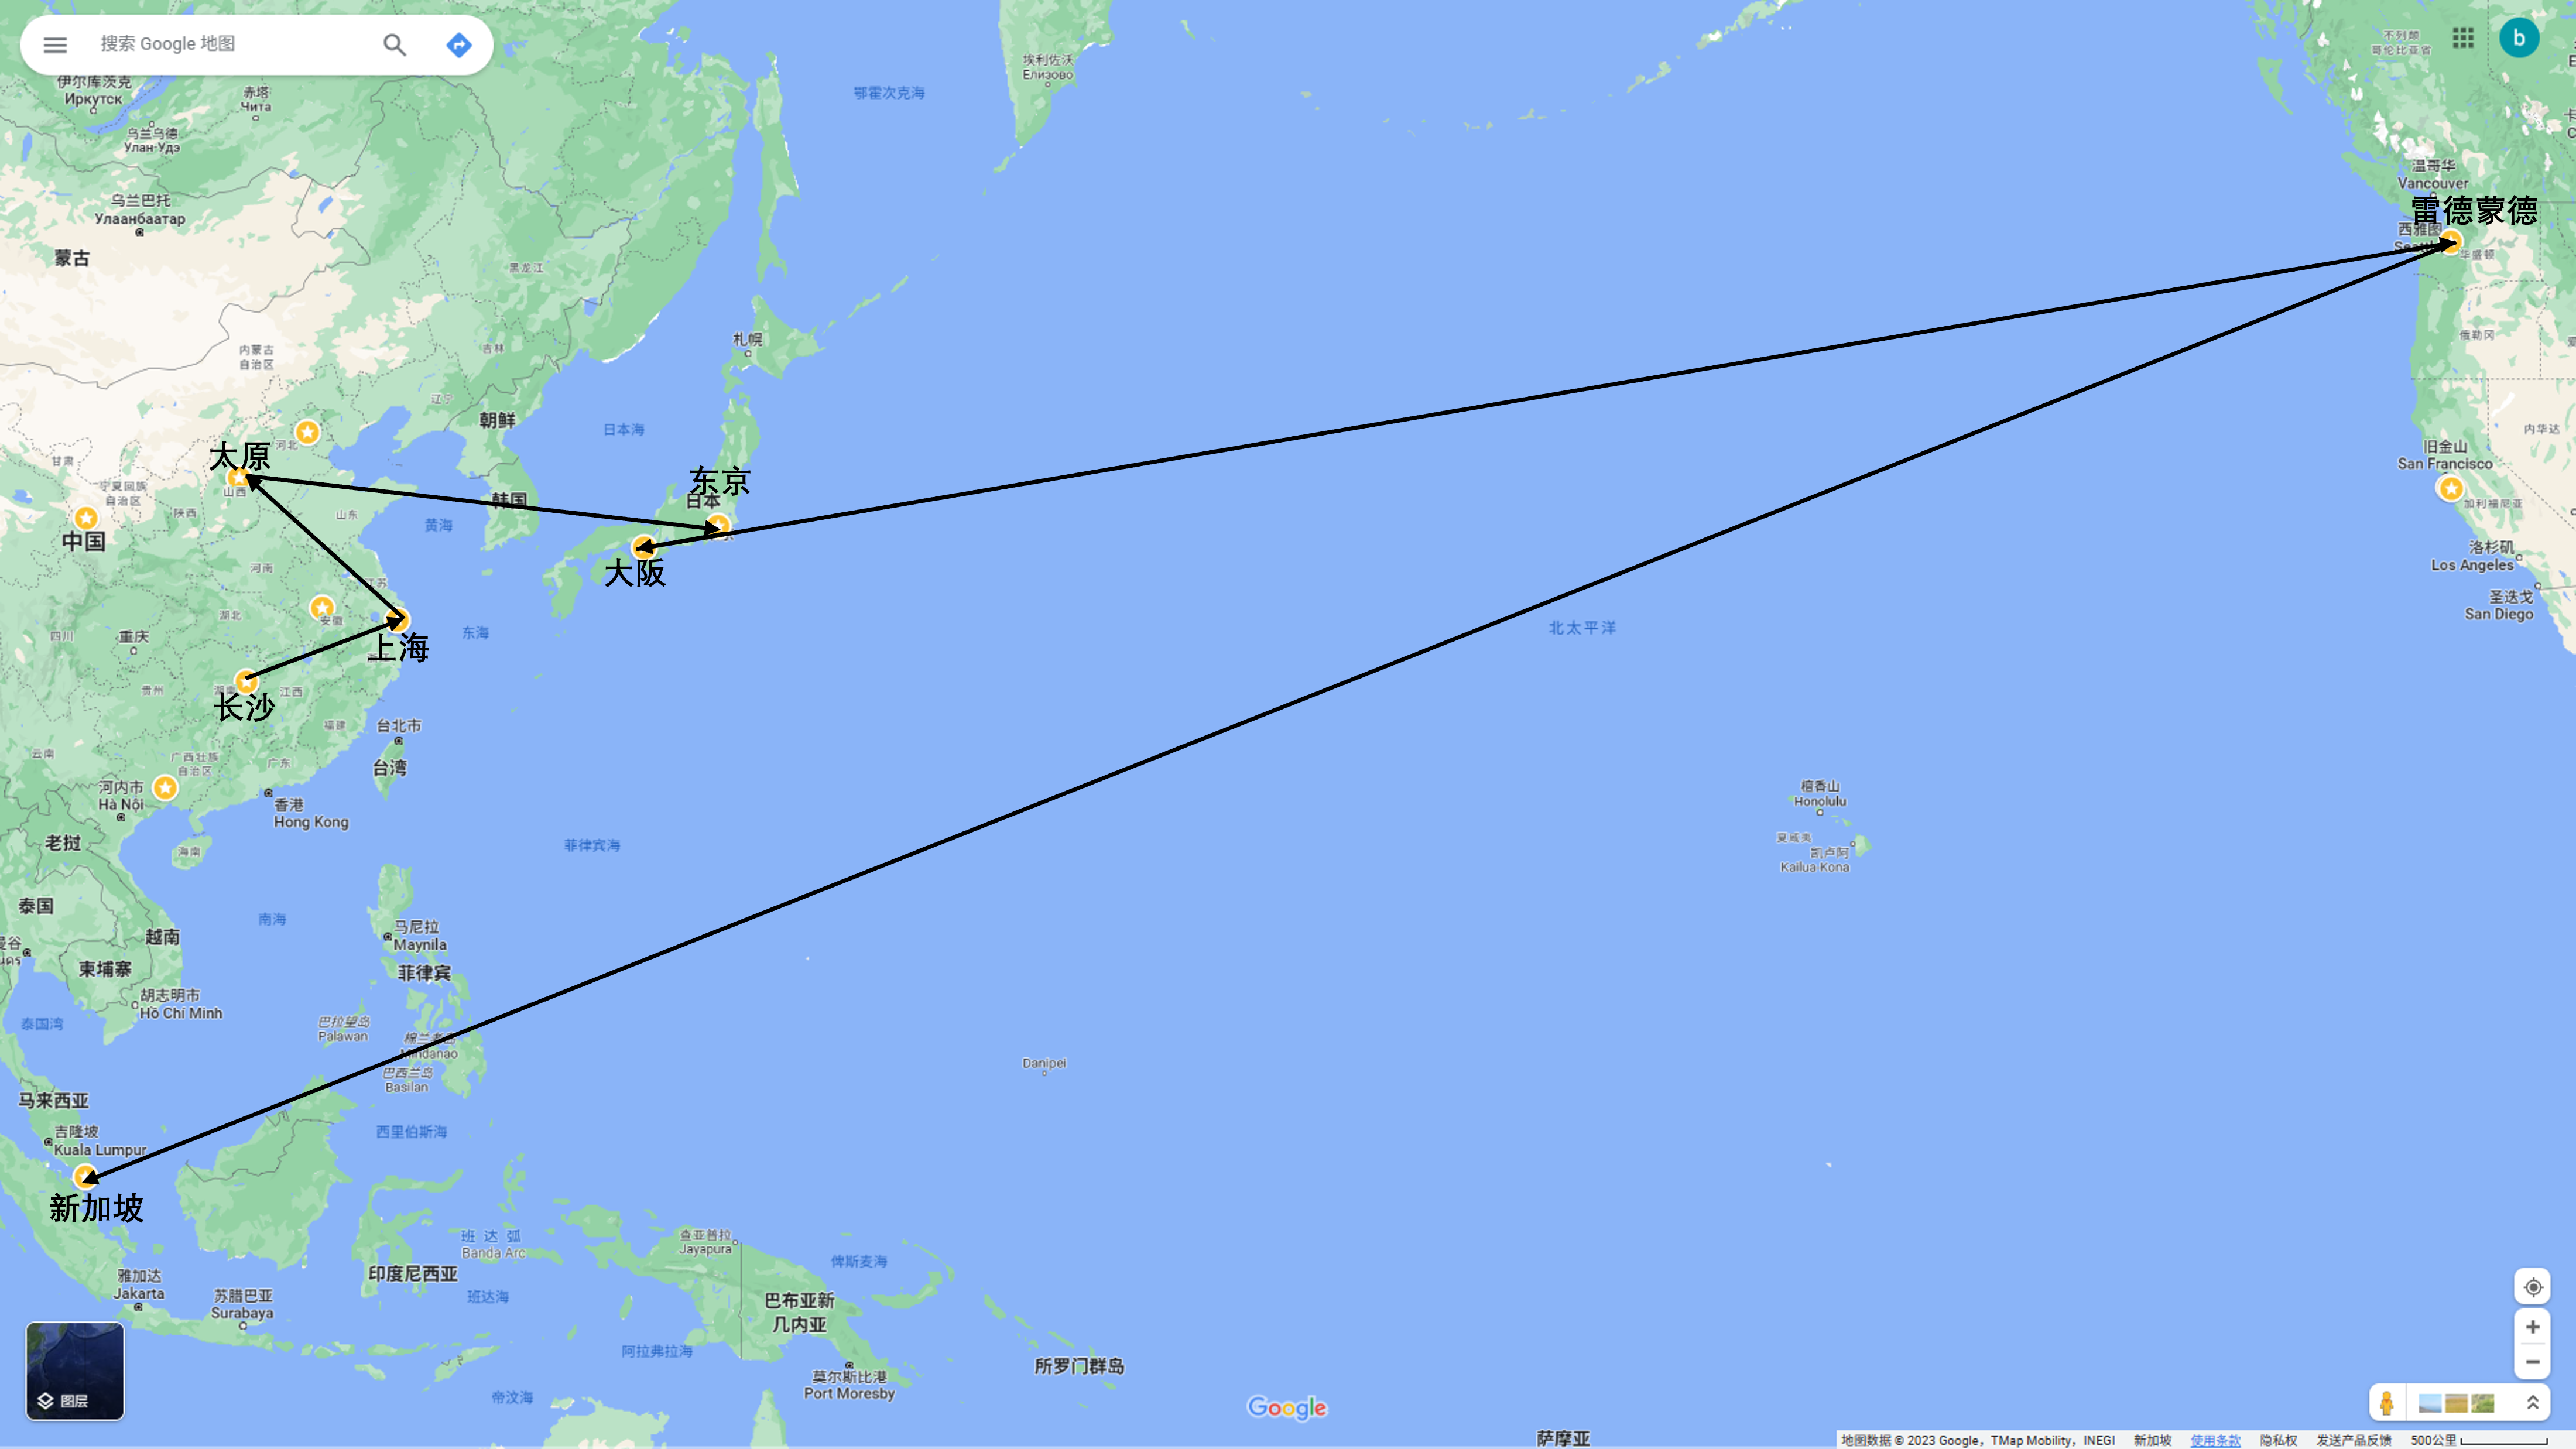 搜索 Google 地图
b
不列颠
哥伦比亚省
伊尔库茨克
Иркутск
赤塔
Чита
乌兰乌德
Улан-Удэ
鄂霍次克海
埃利佐沃
Елизово
温哥华
Vancouver
雷德蒙德
西雅图
华盛顿
乌兰巴托
Улаанбаатар
蒙古
黑龙江
俄勒冈
札幌
内蒙古
自治区
吉林
辽宁
朝鲜
日本海
内华达
旧金山
San Francisco
加利福尼亚
太原
河北
甘肃
宁夏回族
自治区
山西
陕西
山东
韩国
黄海
东京
日本
大阪
中国
河南
江苏
洛杉矶
Los Angeles
圣迭戈
San Diego
湖北
安徽
四川
重庆
上海
东海
北太平洋
贵州
江西
长沙
福建
台北市
云南
广西壮族
自治区
广东
台湾
河内市
Hà Nội
香港
Hong Kong
檀香山
Honolulu
夏威夷
凯卢阿
Kailua Kona
老挝
海南
菲律宾海
泰国
南海
越南
马尼拉
Maynila
柬埔寨
菲律宾
胡志明市
Hồ Chí Minh
泰国湾
巴拉望岛
Palawan
Mindanao
巴西兰岛
Basilan
Danipei
马来西亚
吉隆坡
Kuala Lumpur
西里伯斯海
新加坡
班达弧
Banda Arc
查亚普拉
Jayapura
俾斯麦海
印度尼西亚
雅加达
Jakarta
苏腊巴亚
Surabaya
班达海
巴布亚新
几内亚
阿拉弗拉海
所罗门群岛
莫尔斯比港
Port Moresby
帝汶海
图层
Google
萨摩亚
地图数据 © 2023 Google，TMap Mobility，INEGI 新加坡 使用条款 隐私权 发送产品反馈 500公里